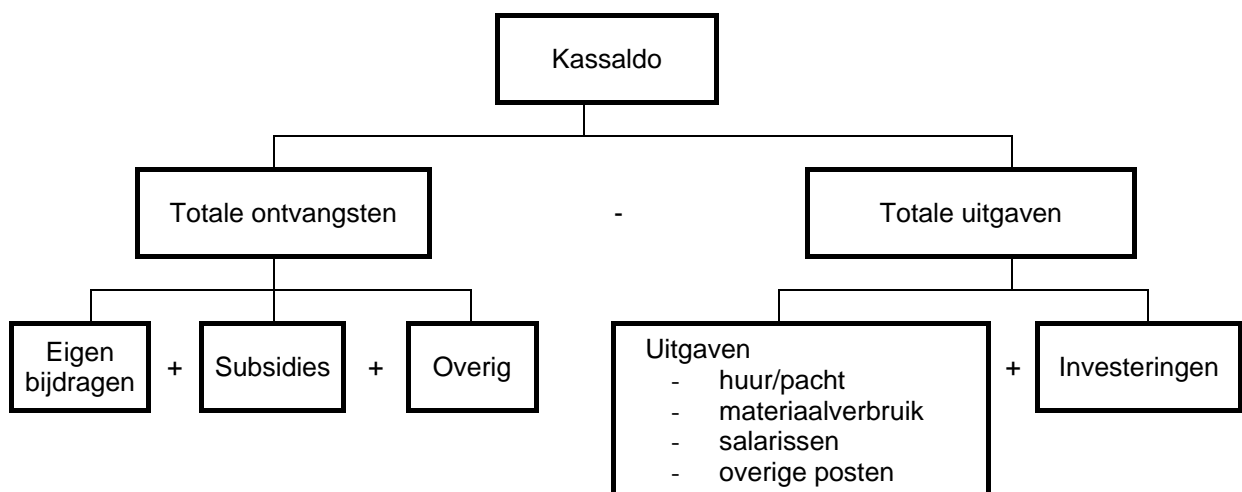 Kassaldo
Totale ontvangsten
-
Totale uitgaven
Eigen
bijdragen
+
Subsidies
+
Overig
Uitgaven
- huur/pacht
- materiaalverbruik
- salarissen
- overige posten
+
Investeringen